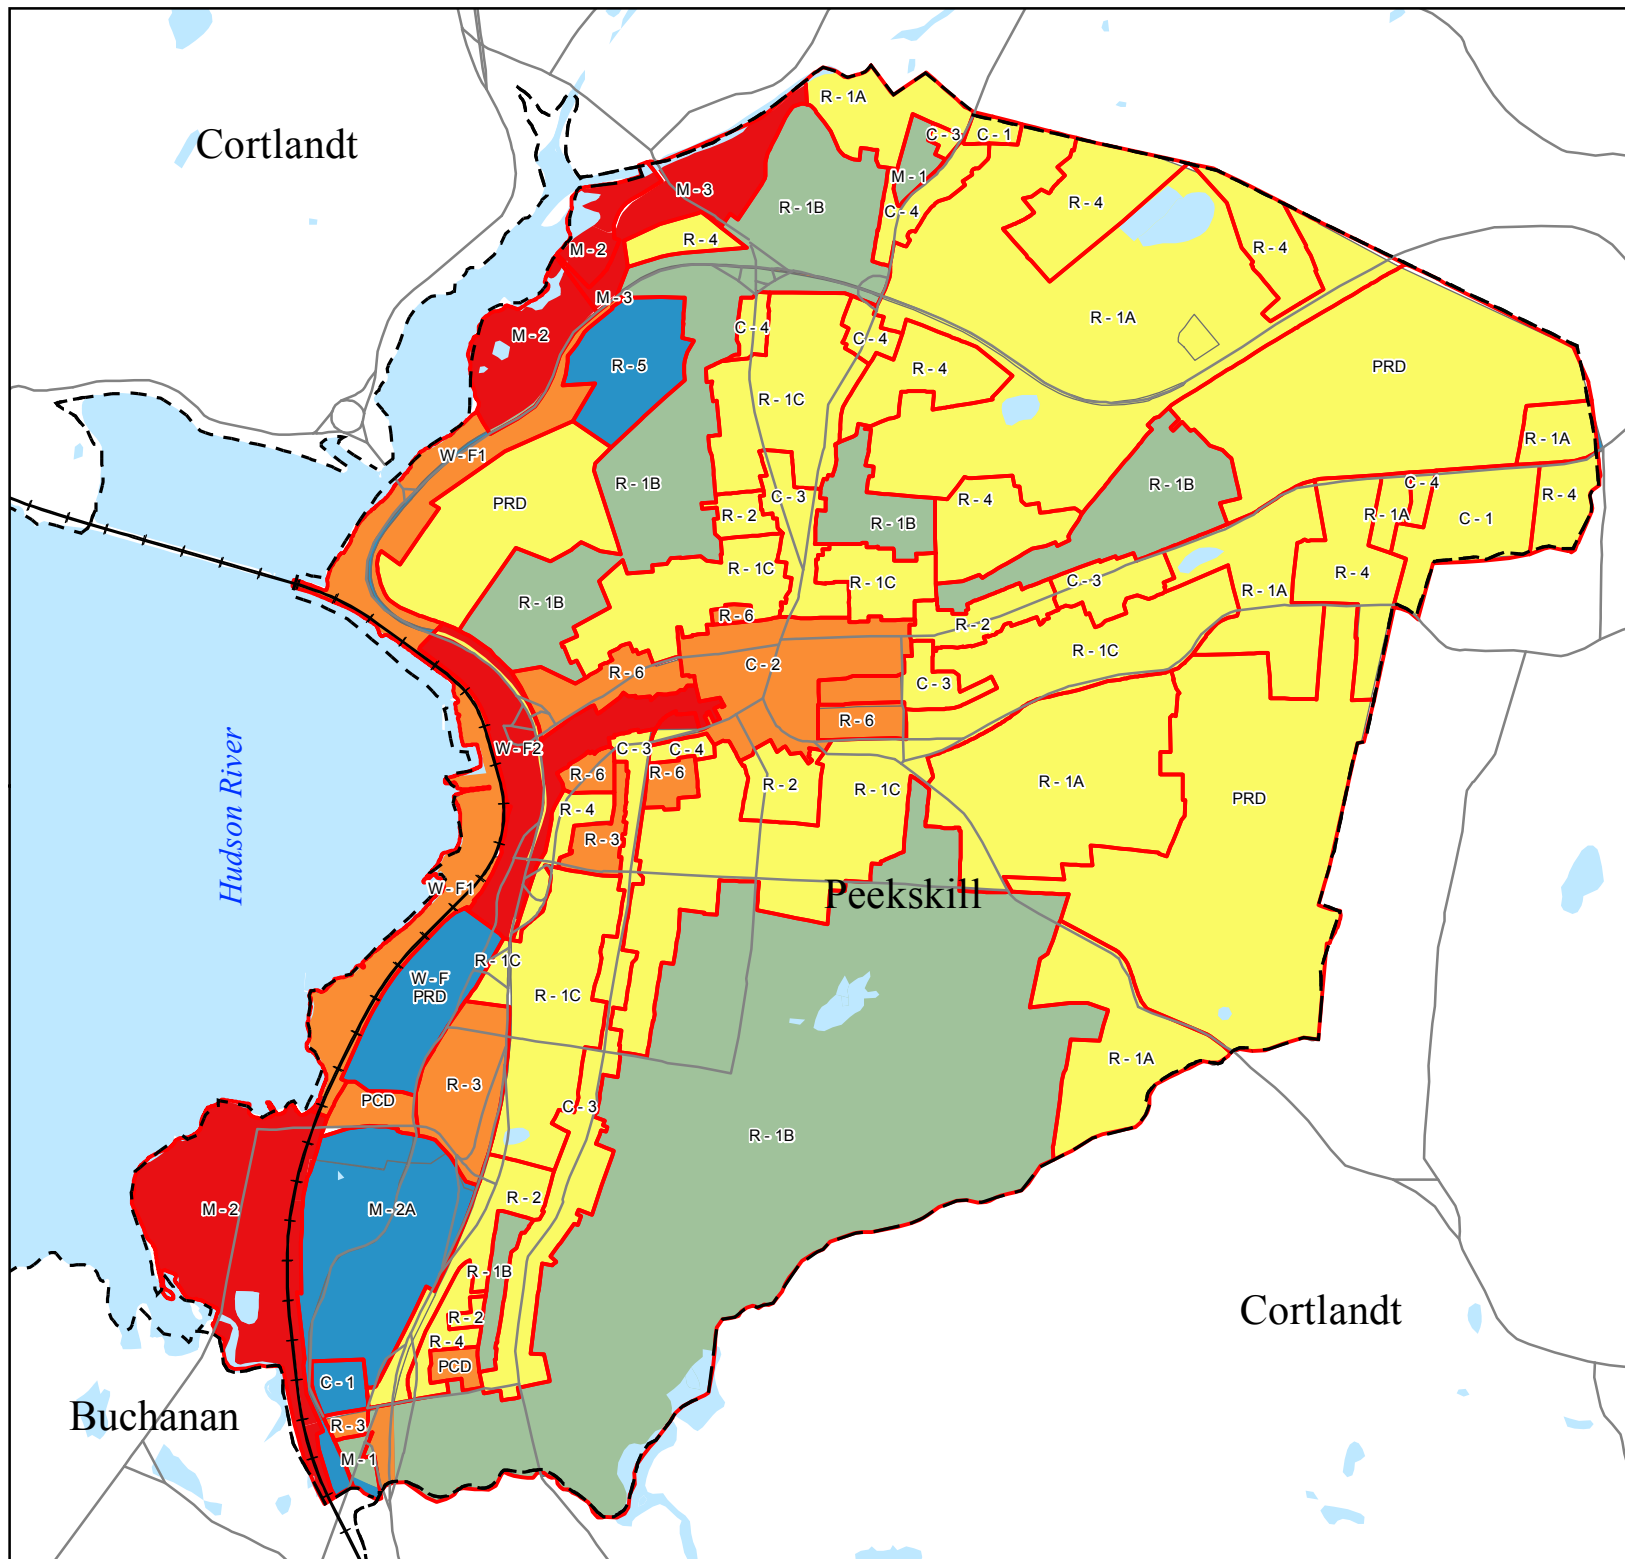 R - 1A
C - 3
C - 1
Cortlandt
M - 1
M - 3
R - 1B
R - 4
C - 4
R - 4
R - 4
M - 2
R - 4
M - 3
R - 1A
C - 4
M - 2
C - 4
R - 5
R - 4
PRD
R - 1C
R - 1A
W - F1
R - 1B
R - 1B
C - 4
C - 3
R - 4
R - 4
PRD
R - 2
R - 1B
R - 1A
C - 1
R - 1C
R - 1C
C - 3
R - 4
R - 1A
R - 1B
R - 6
R - 2
R - 1C
C - 2
R - 6
C - 3
R - 6
W - F2
C - 3
C - 4
R - 6
R - 6
R - 2
R - 1C
R - 1A
PRD
R - 4
R - 3
Hudson River
W - F1
Peekskill
R - 1C
W - F
PRD
R - 1C
R - 1A
R - 3
PCD
C - 3
R - 1B
R - 2
M - 2
M - 2A
R - 1B
Cortlandt
R - 2
R - 4
PCD
C - 1
Buchanan
R - 3
M - 1